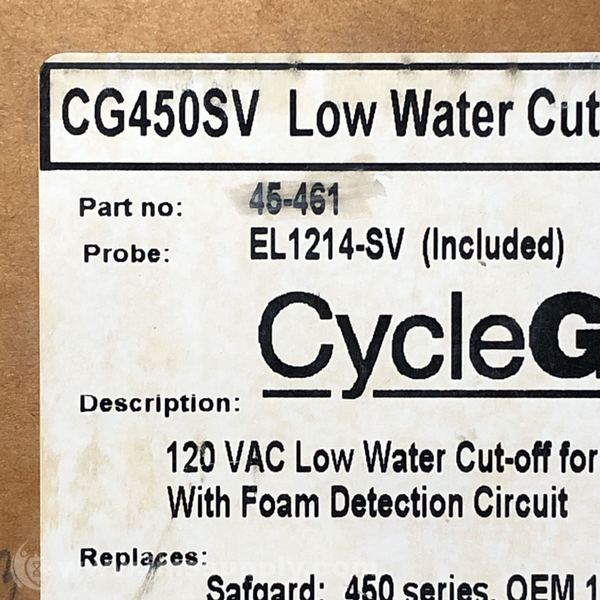 CG450SV Low Water Cut
Part no: 45-461
Probe: EL1214-SV (Included)
CycleG
Description:
120 VAC Low Water Cut-off for
With Foam Detection Circuit
Replaces:
Safgard: 450 series, OEM 1